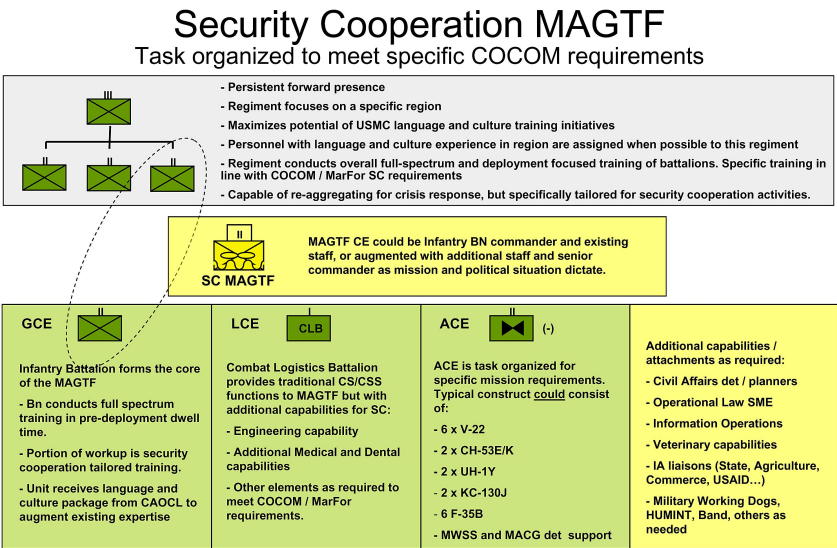 Security Cooperation MAGTF
Task organized to meet specific COCOM requirements
- Persistent forward presence
- Regiment focuses on a specific region
- Maximizes potential of USMC language and culture training initiatives
- Personnel with language and culture experience in region are assigned when possible to this regiment
- Regiment conducts overall full-spectrum and deployment focused training of battalions. Specific training in
line with COCOM / MarFor SC requirements
- Capable of re-aggregating for crisis response, but specifically tailored for security cooperation activities.
SC MAGTF
MAGTF CE could be Infantry BN commander and existing
staff, or augmented with additional staff and senior
commander as mission and political situation dictate.
GCE
Infantry Battalion forms the core
of the MAGTF
- Bn conducts full spectrum
training in pre-deployment dwell
time.
- Portion of workup is security
cooperation tailored training.
- Unit receives language and
culture package from CAOCL to
augment existing expertise
LCE
CLB
Combat Logistics Battalion
provides traditional CS/CSS
functions to MAGTF but with
additional capabilities for SC:
- Engineering capability
- Additional Medical and Dental
capabilities
- Other elements as required to
meet COCOM / MarFor
requirements.
ACE
(-)
ACE is task organized for
specific mission requirements.
Typical construct could consist
of:
- 6 x V-22
- 2 x CH-53E/K
- 2 x UH-1Y
- 2 x KC-130J
- 6 F-35B
- MWSS and MACG det support
Additional capabilities /
attachments as required:
- Civil Affairs det / planners
- Operational Law SME
- Information Operations
- Veterinary capabilities
- IA liaisons (State, Agriculture,
Commerce, USAID…)
- Military Working Dogs,
HUMINT, Band, others as
needed